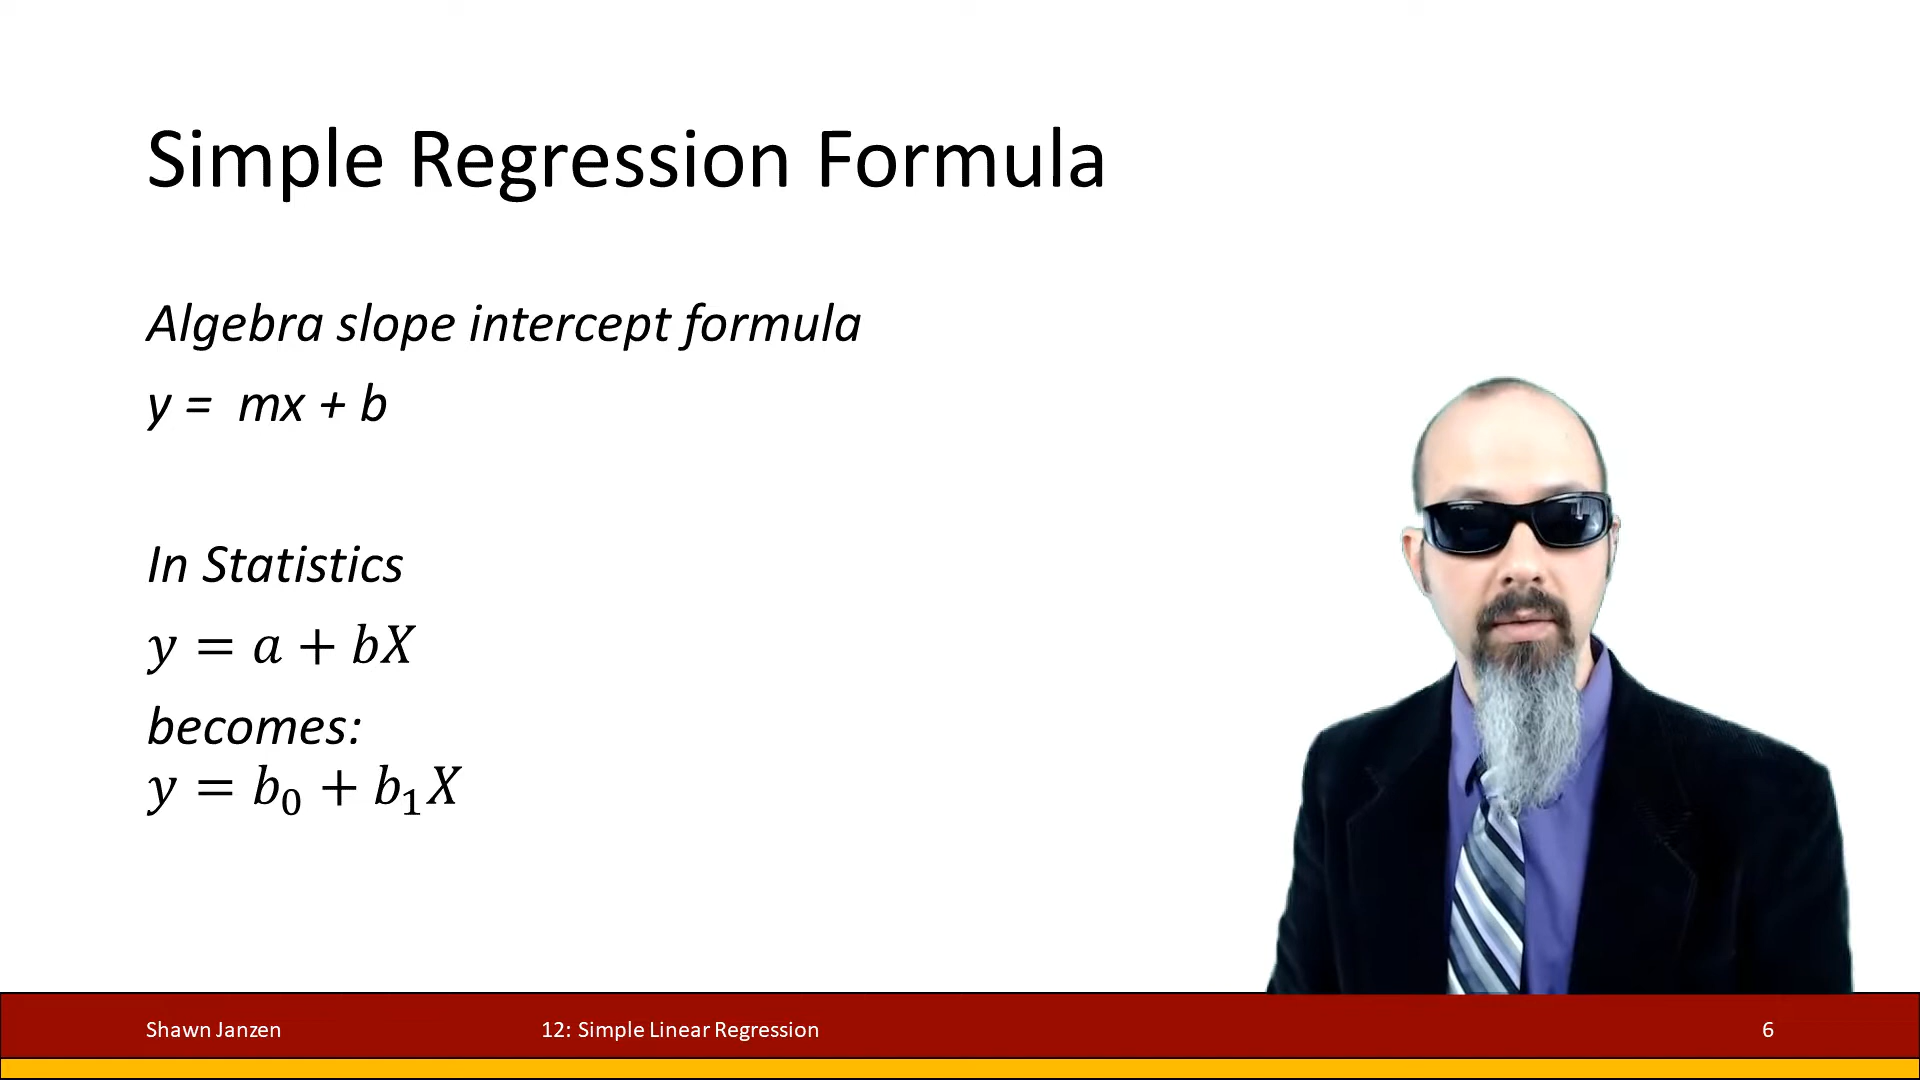 Simple Regression Formula
Algebra slope intercept formula
y = mx + b
In Statistics
y = a + bX
becomes:
y = b₀ + b₁X
Shawn Janzen
12: Simple Linear Regression
6